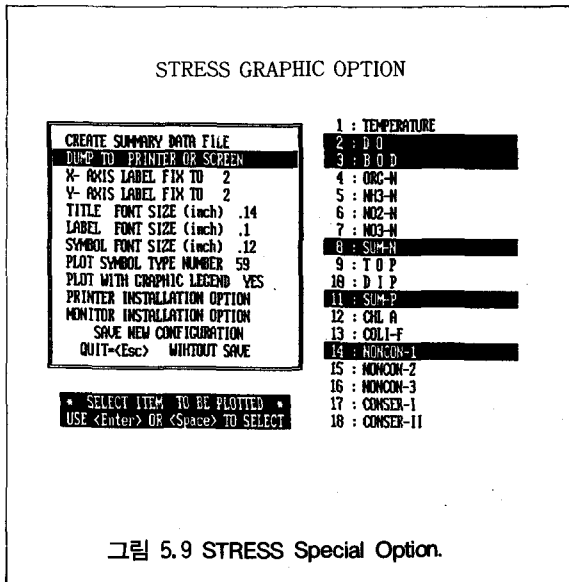 STRESS GRAPHIC OPTION
CREATE SUMMARY DATA FILE
DUMP TO PRINTER OR SCREEN
X- AXIS LABEL FIX TO 2
Y- AXIS LABEL FIX TO 2
TITLE FONT SIZE (inch) .14
LABEL FONT SIZE (inch) .1
SYMBOL FONT SIZE (inch) .12
PLOT SYMBOL TYPE NUMBER 59
PLOT WITH GRAPHIC LEGEND YES
PRINTER INSTALLATION OPTION
MONITOR INSTALLATION OPTION
SAVE NEW CONFIGURATION
QUIT=<Esc> WIHTOUT SAVE
* SELECT ITEM TO BE PLOTTED *
USE <Enter> OR <Space> TO SELECT
1 : TEMPERATURE
2 : D O
3 : B O D
4 : ORG-N
5 : NH3-N
6 : NO2-N
7 : NO3-N
8 : SUM-N
9 : T O P
10 : D I P
11 : SUM-P
12 : CHL A
13 : COLI-F
14 : NONCON-1
15 : NONCON-2
16 : NONCON-3
17 : CONSER-I
18 : CONSER-II
그림 5.9 STRESS Special Option.